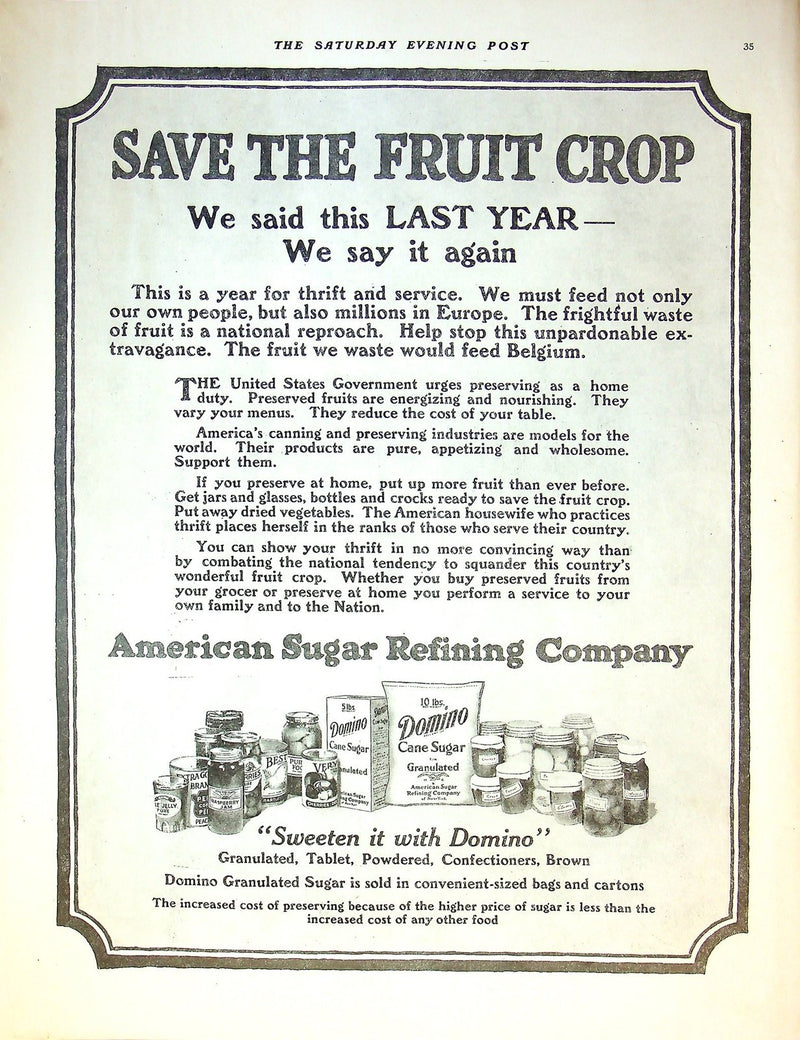 THE SATURDAY EVENING POST
35
SAVE THE FRUIT CROP
We said this LAST YEAR—
We say it again
This is a year for thrift and service. We must feed not only
our own people, but also millions in Europe. The frightful waste
of fruit is a national reproach. Help stop this unpardonable ex-
travagance. The fruit we waste would feed Belgium.
THE United States Government urges preserving as a home
duty. Preserved fruits are energizing and nourishing. They
vary your menus. They reduce the cost of your table.
America's canning and preserving industries are models for the
world. Their products are pure, appetizing and wholesome.
Support them.
If you preserve at home, put up more fruit than ever before.
Get jars and glasses, bottles and crocks ready to save the fruit crop.
Put away dried vegetables. The American housewife who practices
thrift places herself in the ranks of those who serve their country.
You can show your thrift in no more convincing way than
by combating the national tendency to squander this country's
wonderful fruit crop. Whether you buy preserved fruits from
your grocer or preserve at home you perform a service to your
own family and to the Nation.
American Sugar Refining Company
5 lbs
Domino
Cane Sugar
Granulated
10 lbs.
Domino
Cane Sugar
Granulated
American Sugar
Refining Company
of New York
BEST
VERY
RASPBERRY
JAM
"Sweeten it with Domino"
Granulated, Tablet, Powdered, Confectioners, Brown
Domino Granulated Sugar is sold in convenient-sized bags and cartons
The increased cost of preserving because of the higher price of sugar is less than the
increased cost of any other food